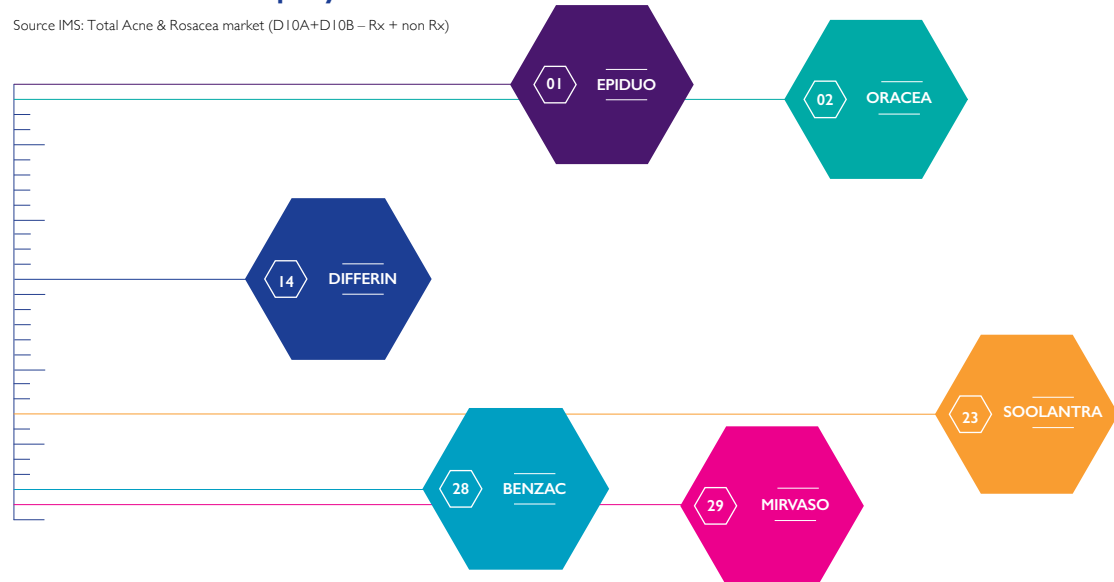 Source IMS: Total Acne & Rosacea market (D10A+D10B – Rx + non Rx)
01 EPIDUO
02 ORACEA
14 DIFFERIN
23 SOOLANTRA
28 BENZAC
29 MIRVASO